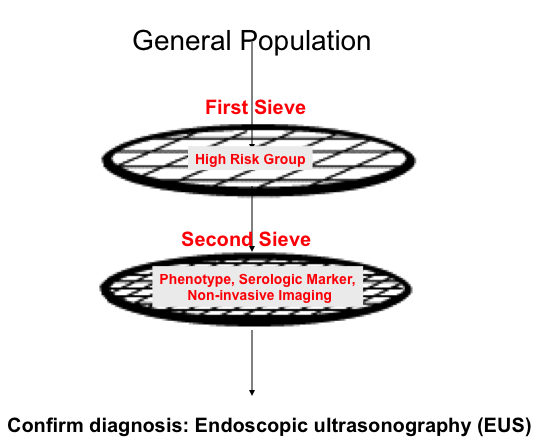 General Population
First Sieve
High Risk Group
Second Sieve
Phenotype, Serologic Marker,
Non-invasive Imaging
Confirm diagnosis: Endoscopic ultrasonography (EUS)